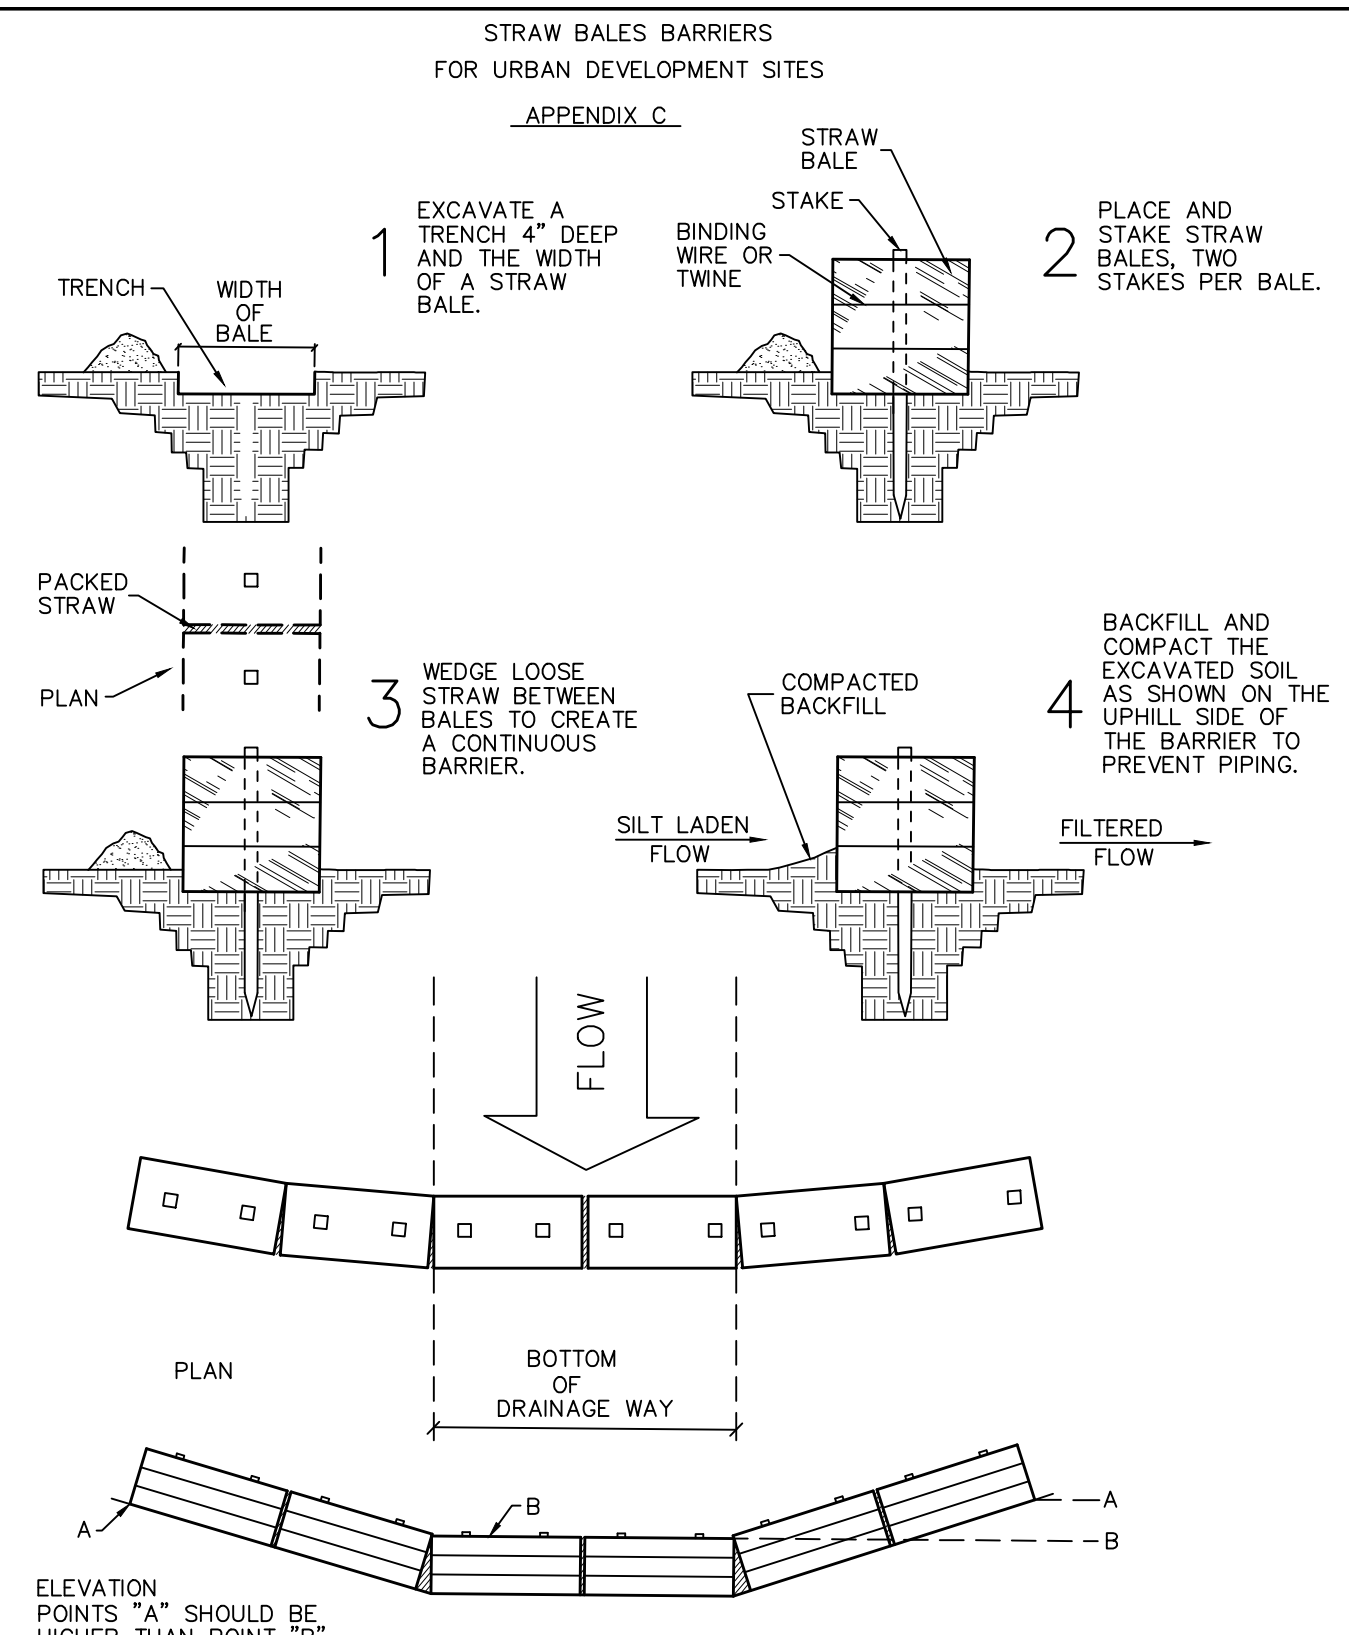 STRAW BALES BARRIERS
FOR URBAN DEVELOPMENT SITES
APPENDIX C
1
EXCAVATE A
TRENCH 4" DEEP
AND THE WIDTH
OF A STRAW
BALE.
TRENCH
WIDTH
OF
BALE
STRAW
BALE
STAKE
BINDING
WIRE OR
TWINE
2
PLACE AND
STAKE STRAW
BALES, TWO
STAKES PER BALE.
PACKED
STRAW
PLAN
3
WEDGE LOOSE
STRAW BETWEEN
BALES TO CREATE
A CONTINUOUS
BARRIER.
COMPACTED
BACKFILL
4
BACKFILL AND
COMPACT THE
EXCAVATED SOIL
AS SHOWN ON THE
UPHILL SIDE OF
THE BARRIER TO
PREVENT PIPING.
SILT LADEN
FLOW
FILTERED
FLOW
FLOW
PLAN
BOTTOM
OF
DRAINAGE WAY
B
A
A
B
ELEVATION
POINTS "A" SHOULD BE
HIGHER THAN POINT "B"